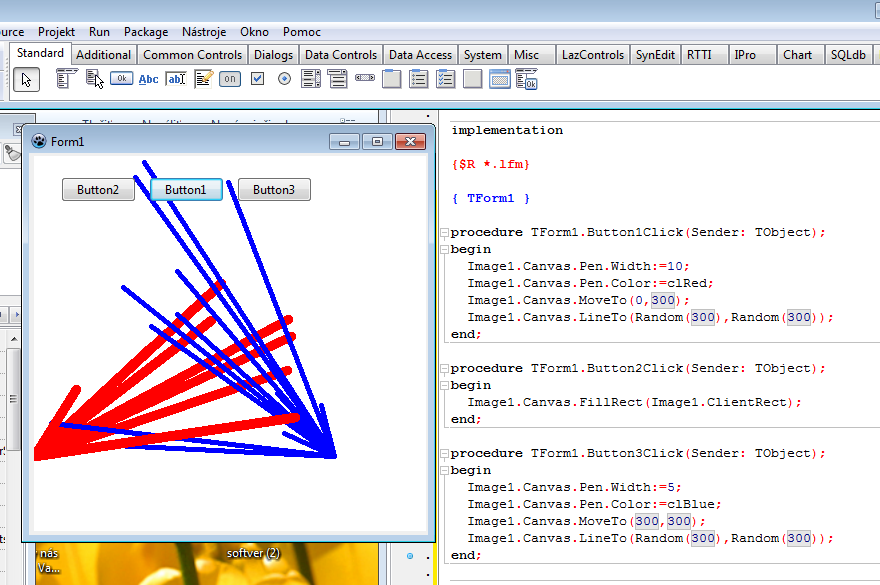 urce Projekt Run Package Nástroje Okno Pomoc
Standard Additional Common Controls Dialogs Data Controls Data Access System Misc LazControls SynEdit RTTI IPro Chart SQLdb
Ok Abc ab on Ok
Form1
Button2 Button1 Button3
implementation
{$R *.lfm}
{ TForm1 }
procedure TForm1.Button1Click(Sender: TObject);
begin
Image1.Canvas.Pen.Width:=10;
Image1.Canvas.Pen.Color:=clRed;
Image1.Canvas.MoveTo(0,300);
Image1.Canvas.LineTo(Random(300),Random(300));
end;
procedure TForm1.Button2Click(Sender: TObject);
begin
Image1.Canvas.FillRect(Image1.ClientRect);
end;
procedure TForm1.Button3Click(Sender: TObject);
begin
Image1.Canvas.Pen.Width:=5;
Image1.Canvas.Pen.Color:=clBlue;
Image1.Canvas.MoveTo(300,300);
Image1.Canvas.LineTo(Random(300),Random(300));
end;
nás
Va...
softver (2)